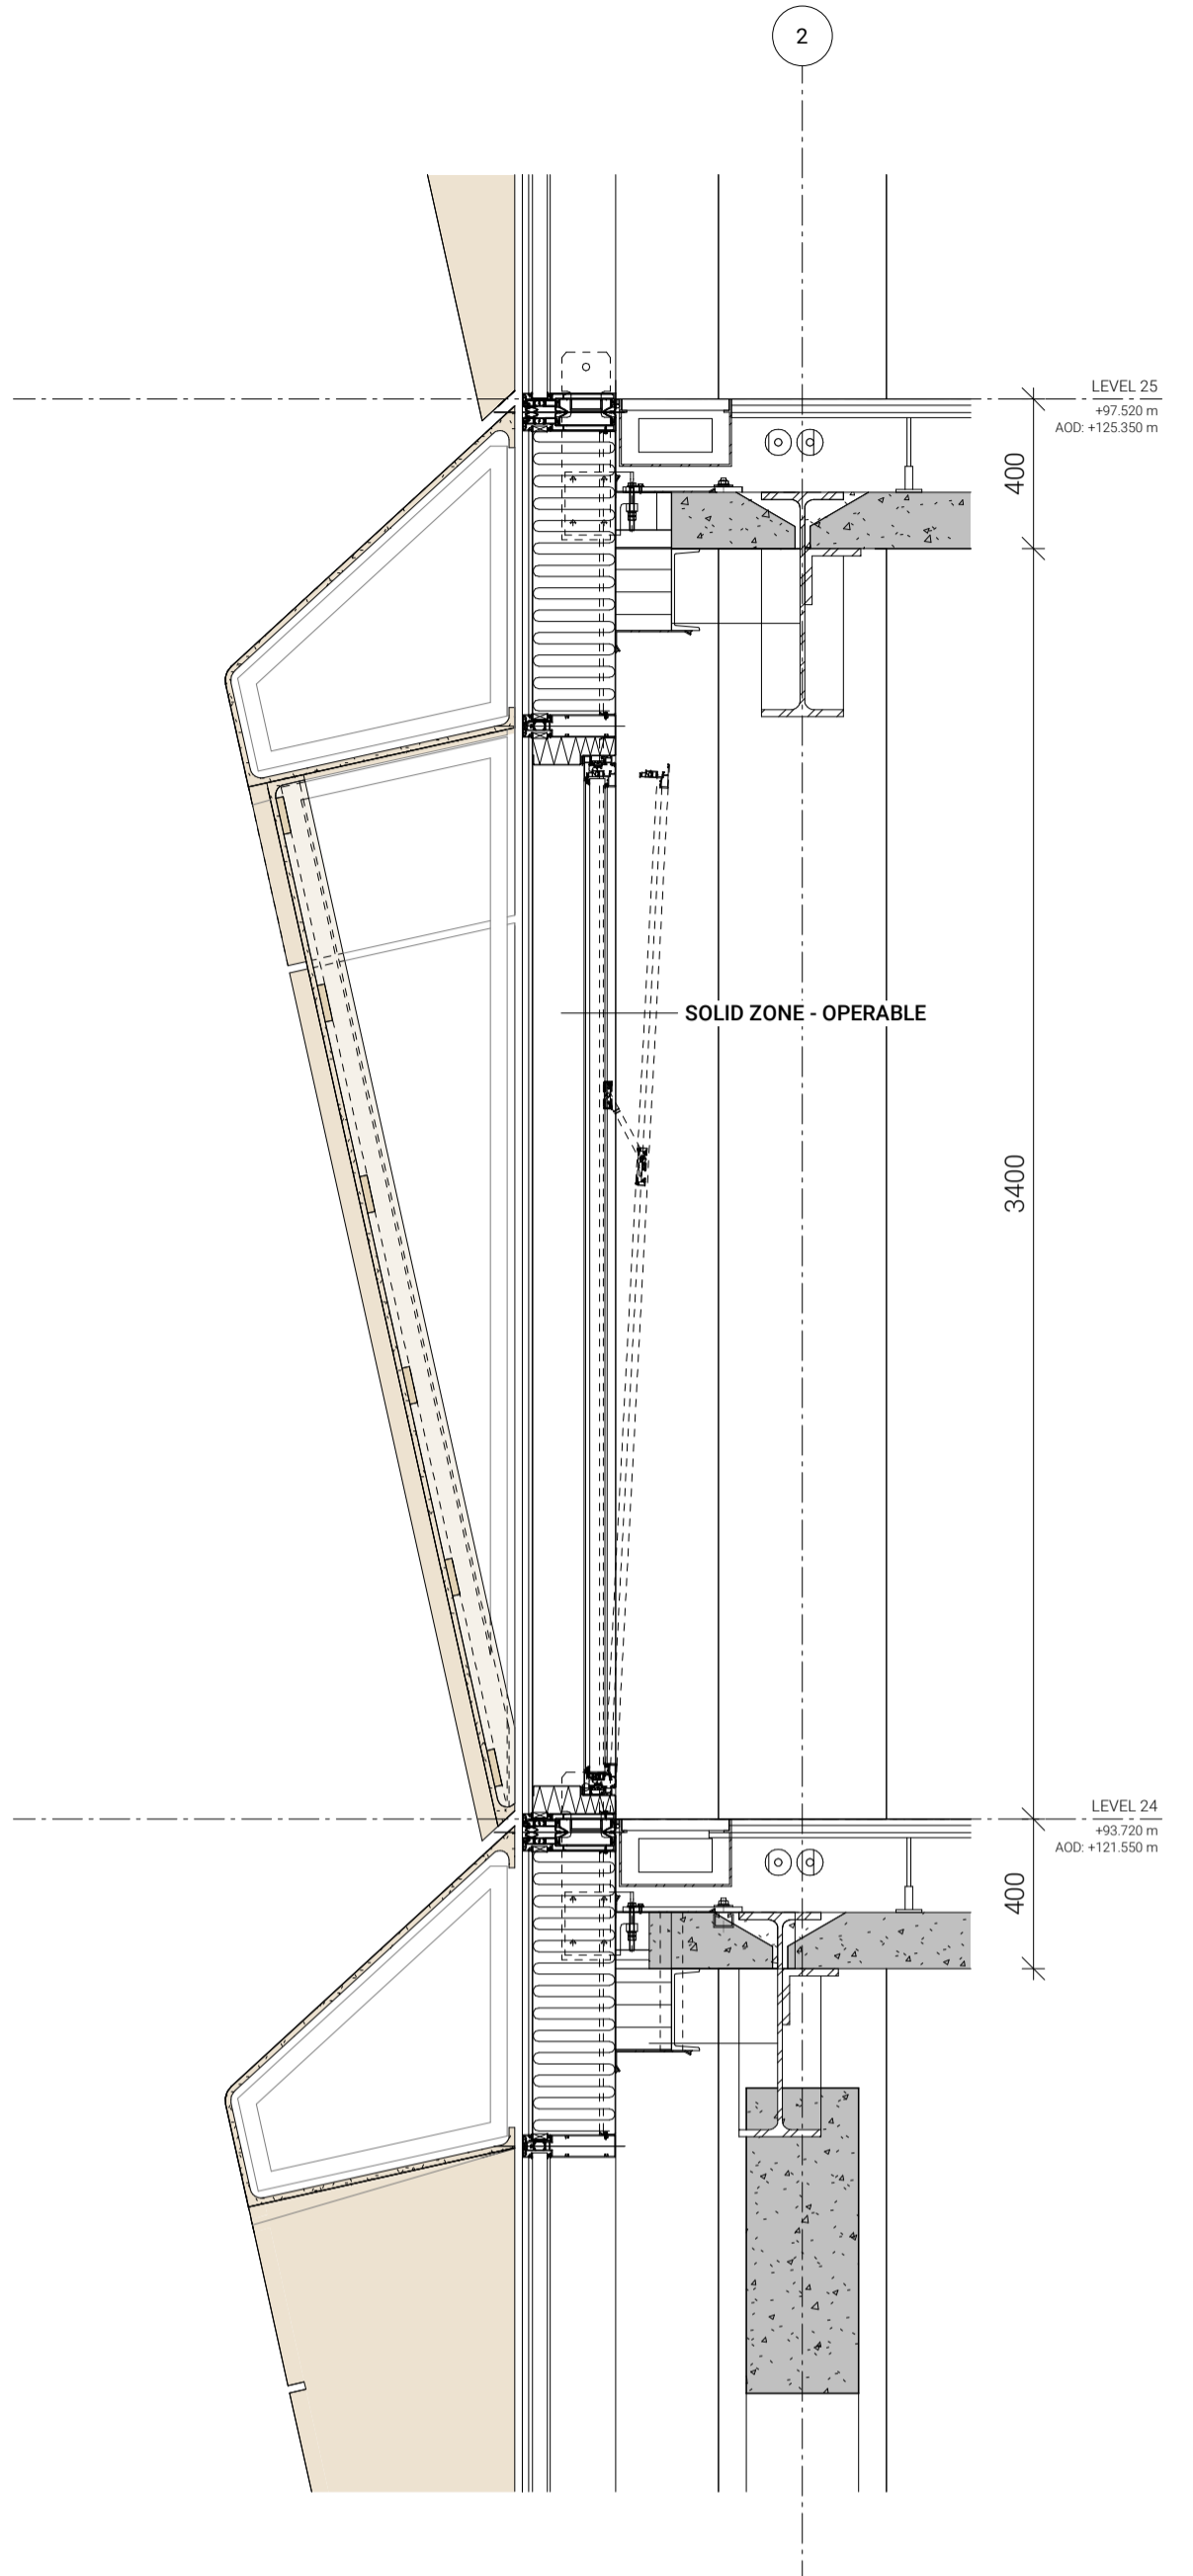 2
LEVEL 25
+97.520 m
AOD: +125.350 m
400
SOLID ZONE - OPERABLE
3400
LEVEL 24
+93.720 m
AOD: +121.550 m
400